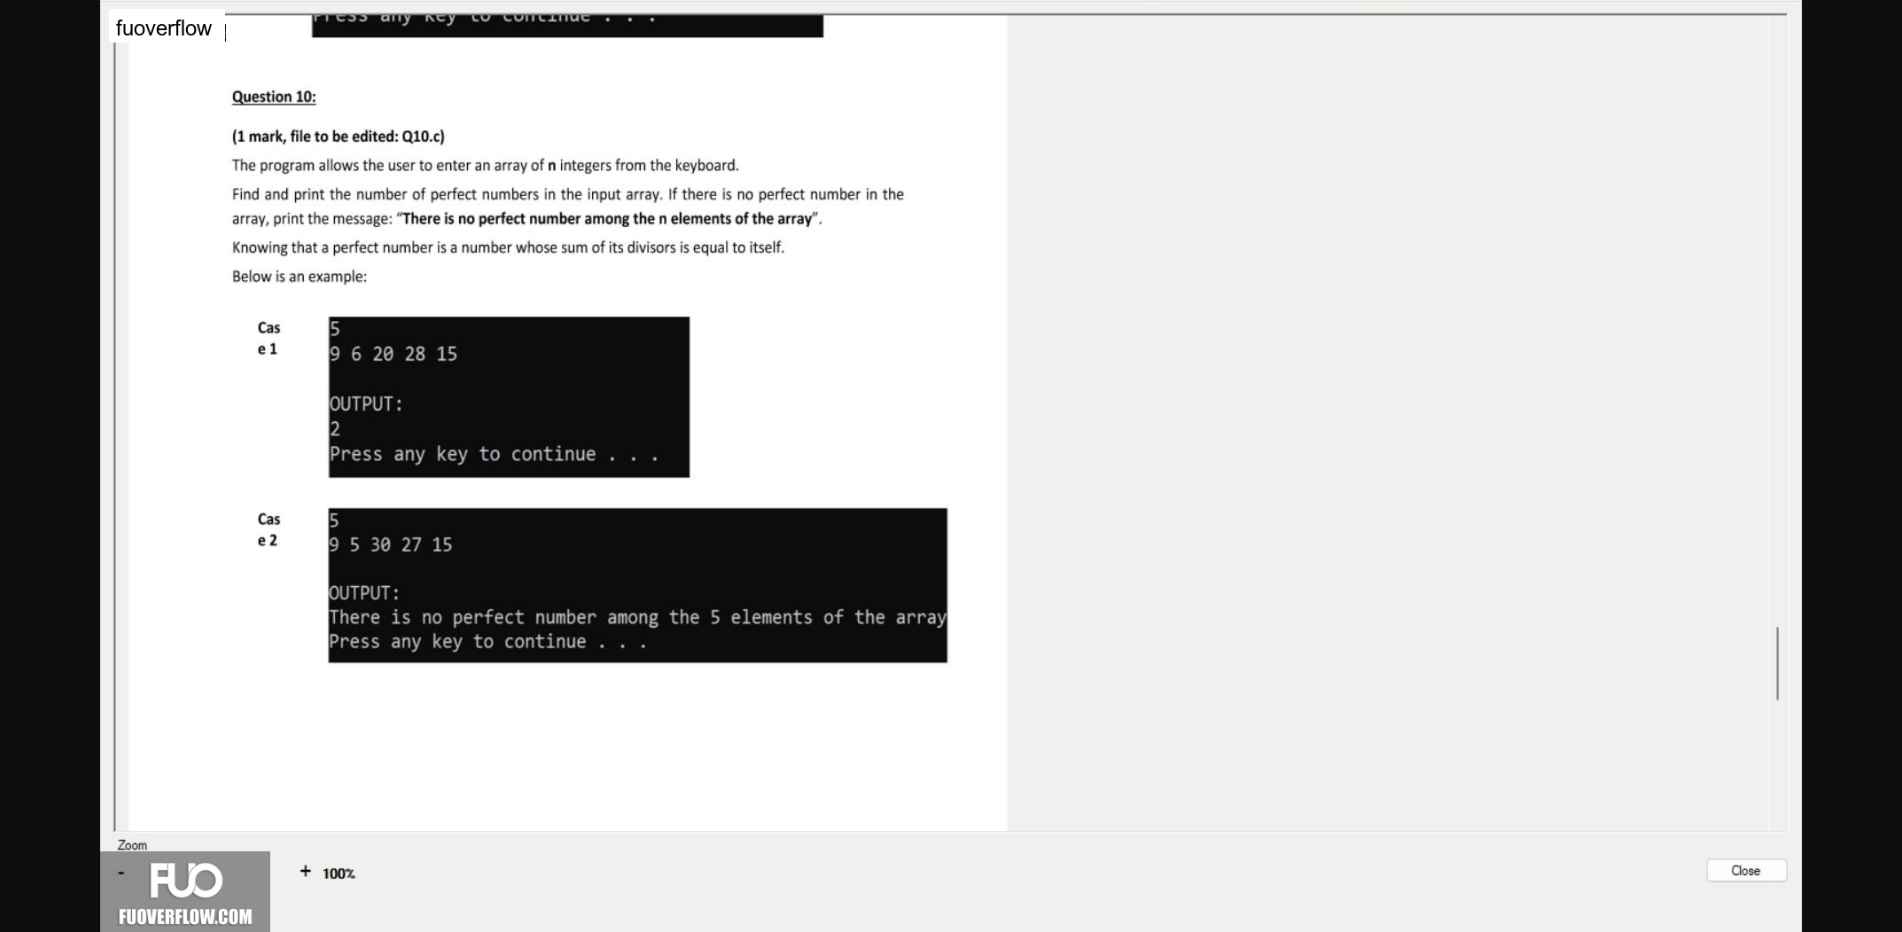 Press any key to continue . . .
fuoverflow
Question 10:
(1 mark, file to be edited: Q10.c)
The program allows the user to enter an array of n integers from the keyboard.
Find and print the number of perfect numbers in the input array. If there is no perfect number in the
array, print the message: “There is no perfect number among the n elements of the array”.
Knowing that a perfect number is a number whose sum of its divisors is equal to itself.
Below is an example:
Cas
e 1
5
9 6 20 28 15
OUTPUT:
2
Press any key to continue . . .
Cas
e 2
5
9 5 30 27 15
OUTPUT:
There is no perfect number among the 5 elements of the array
Press any key to continue . . .
Zoom
- + 100%
Close
FUO
FUOVERFLOW.COM